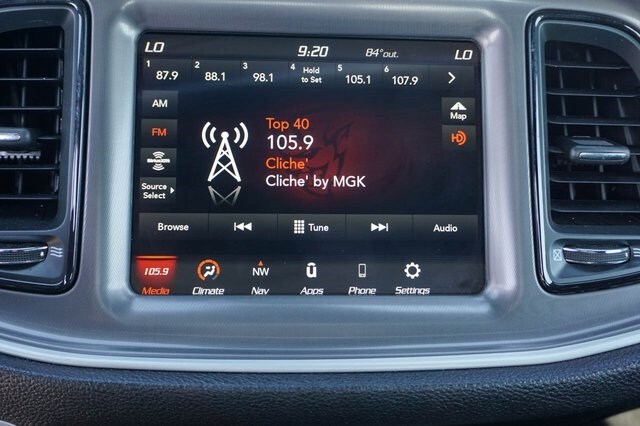 LO 9:20 84° out. LO
1 87.9 2 88.1 3 98.1 4 Hold to Set 5 105.1 6 107.9
AM
Map
FM
HD
SiriusXM
Source Select
Top 40
105.9
Cliche'
Cliche' by MGK
Browse Tune Audio
105.9 NW
Media Climate Nav Apps Phone Settings